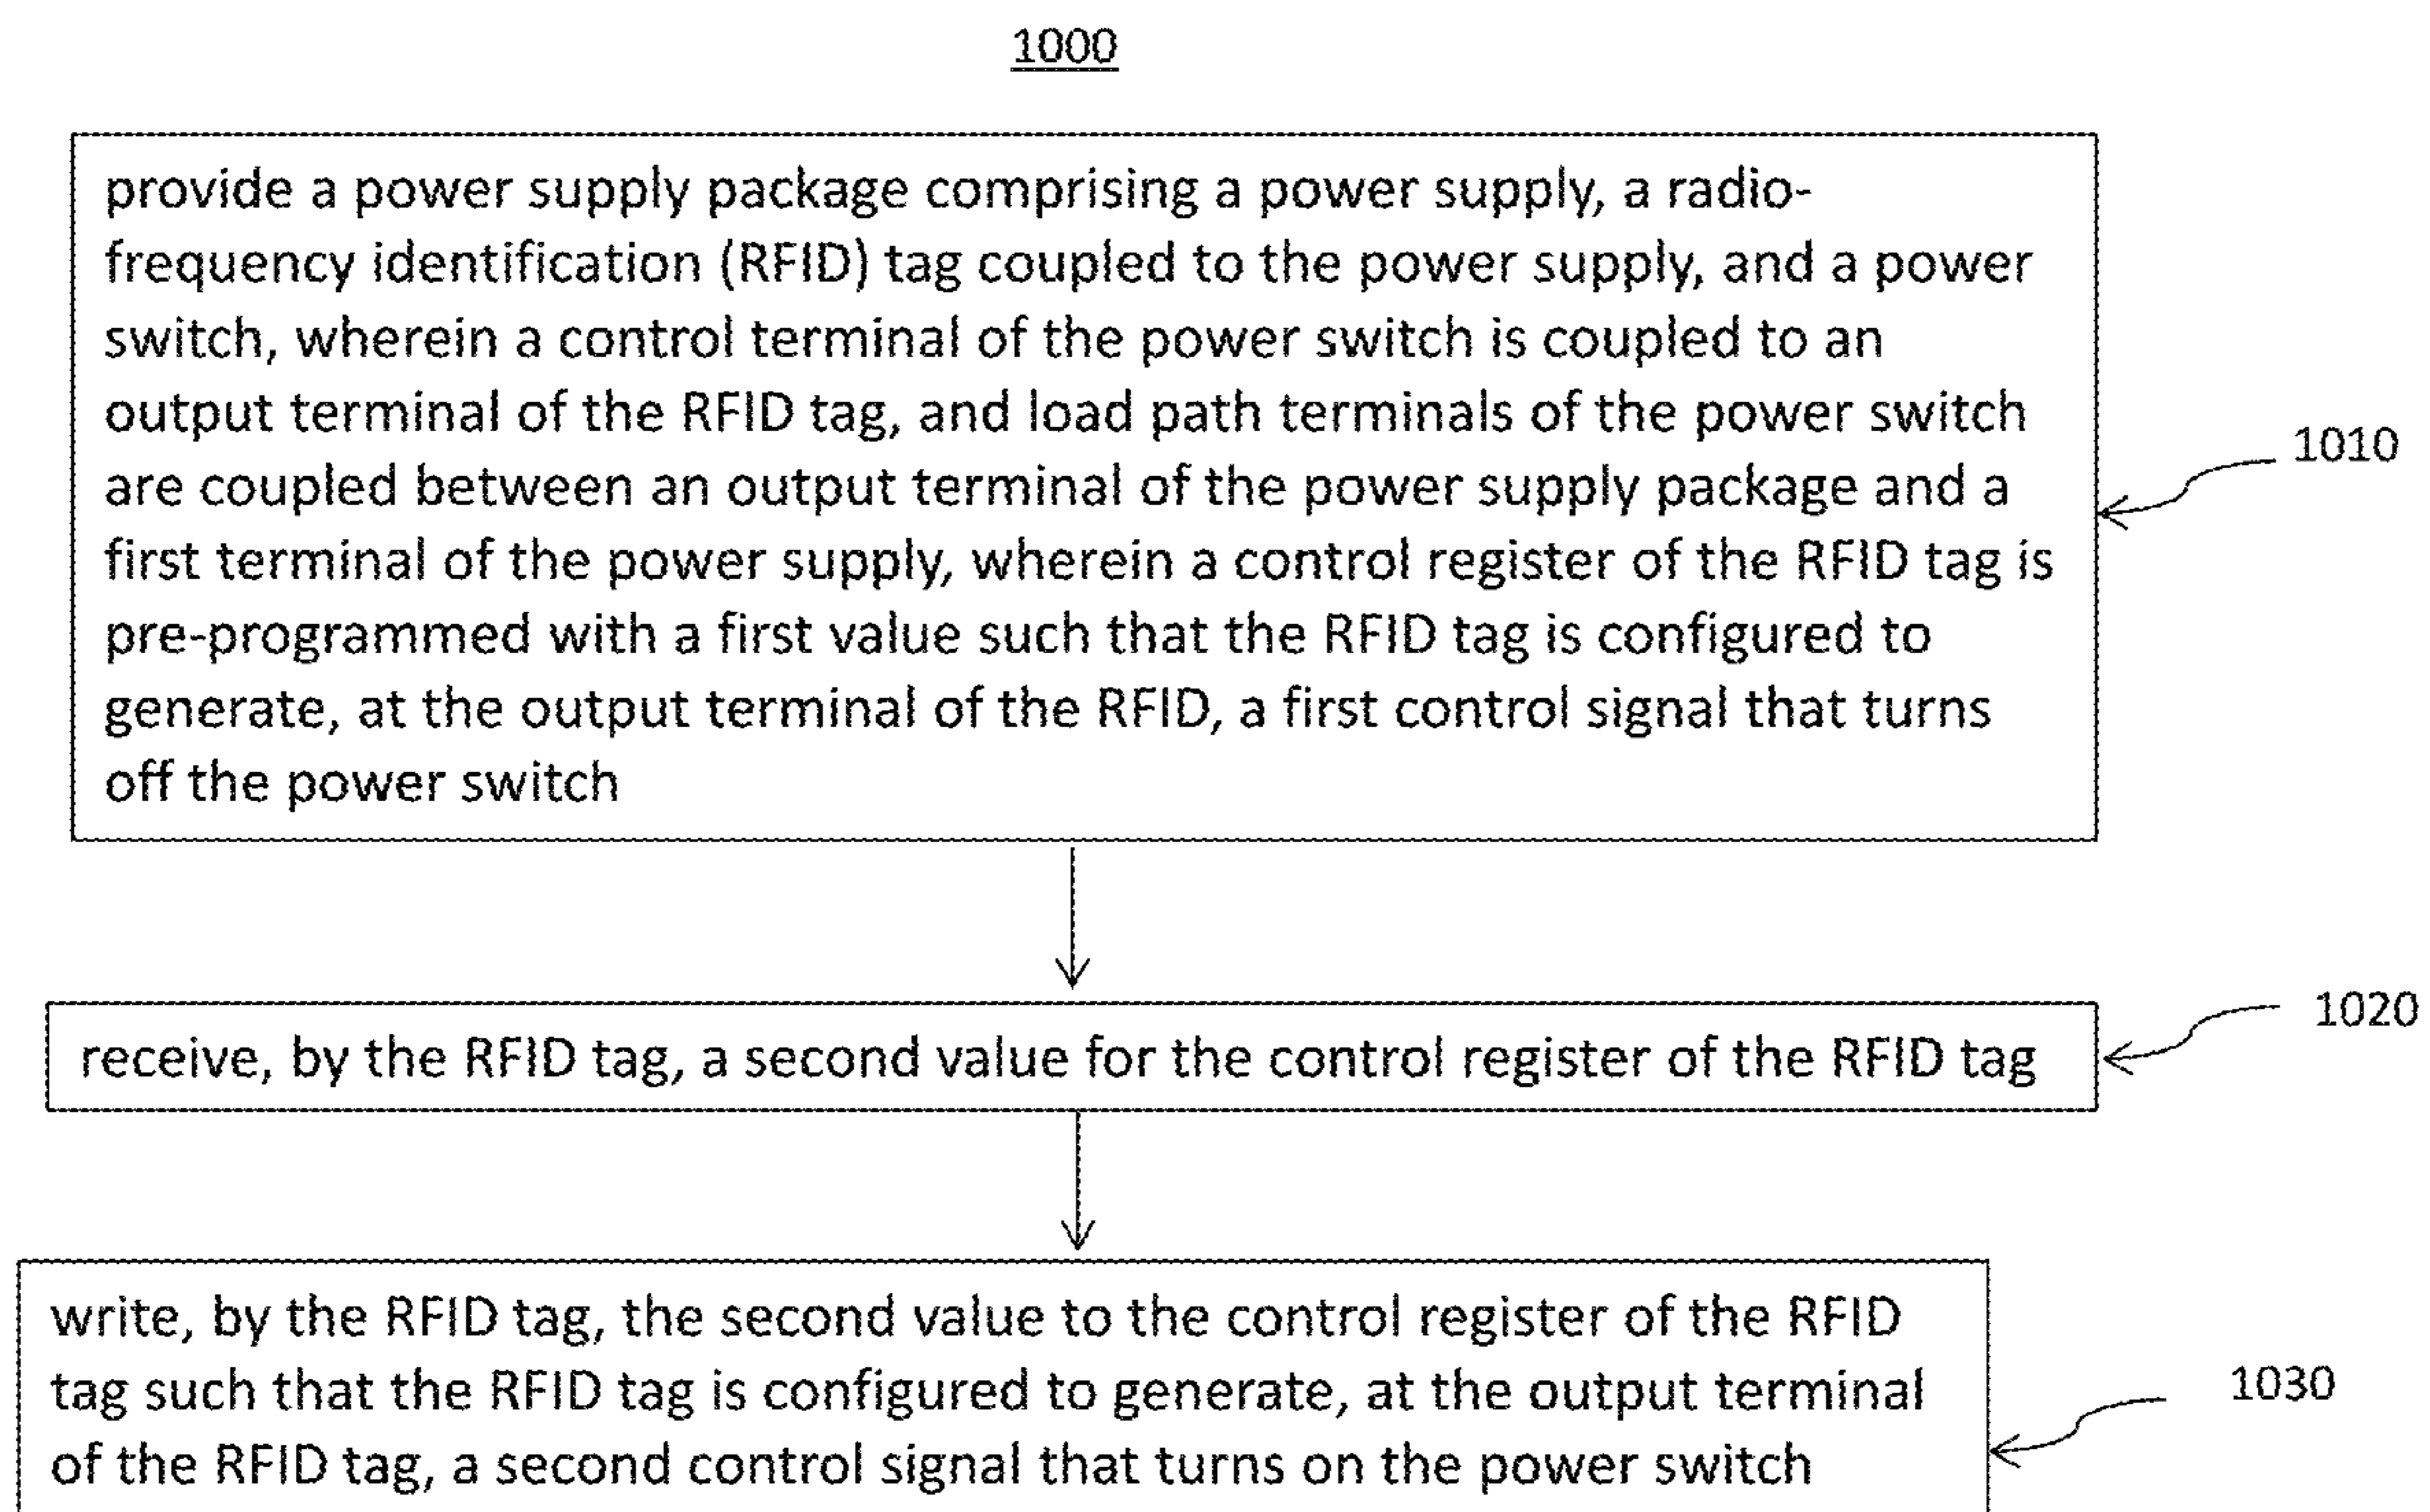 1000
provide a power supply package comprising a power supply, a radio-
frequency identification (RFID) tag coupled to the power supply, and a power
switch, wherein a control terminal of the power switch is coupled to an
output terminal of the RFID tag, and load path terminals of the power switch
are coupled between an output terminal of the power supply package and a
first terminal of the power supply, wherein a control register of the RFID tag is
pre-programmed with a first value such that the RFID tag is configured to
generate, at the output terminal of the RFID, a first control signal that turns
off the power switch
1010
receive, by the RFID tag, a second value for the control register of the RFID tag
1020
write, by the RFID tag, the second value to the control register of the RFID
tag such that the RFID tag is configured to generate, at the output terminal
of the RFID tag, a second control signal that turns on the power switch
1030